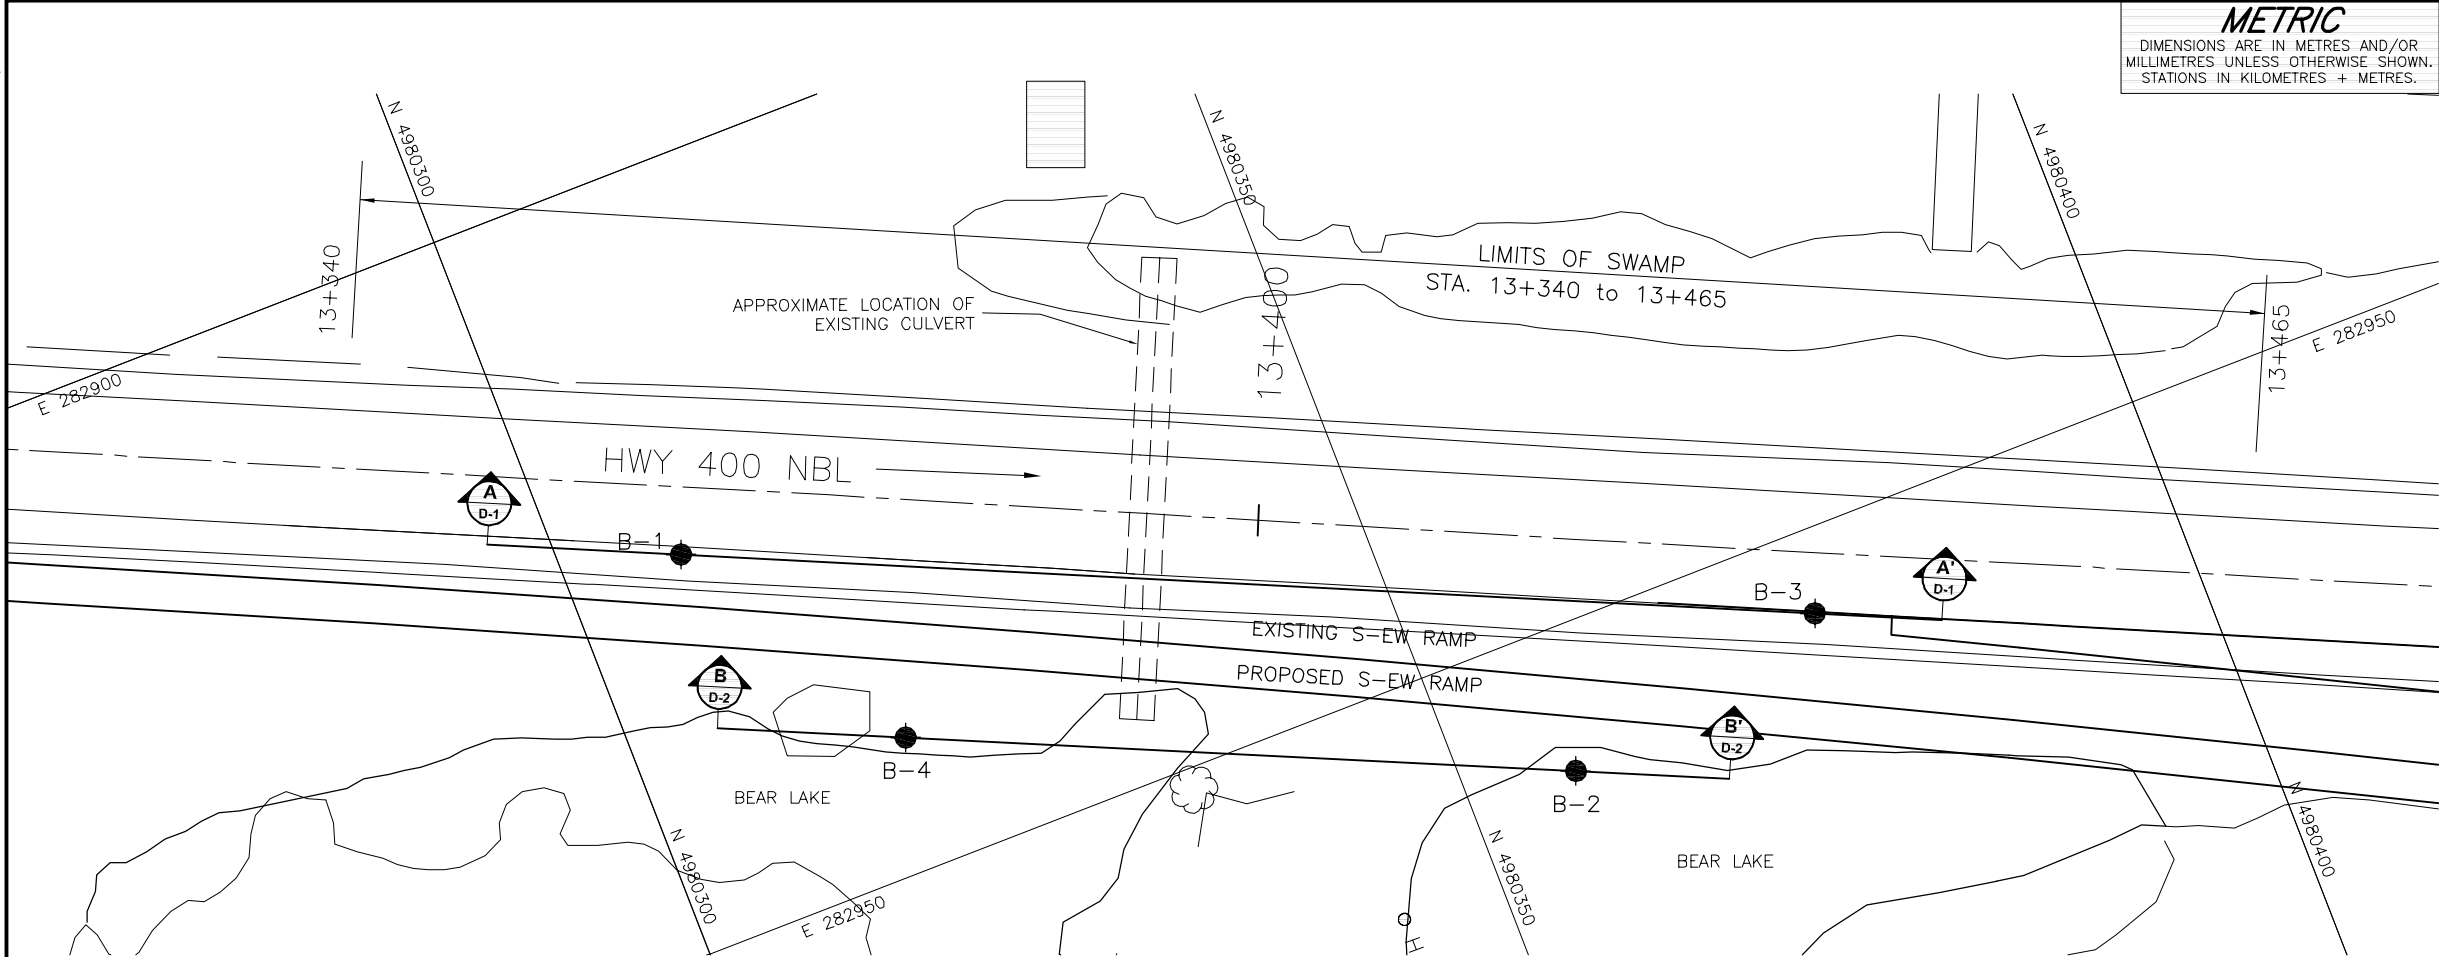 METRIC
DIMENSIONS ARE IN METRES AND/OR
MILLIMETRES UNLESS OTHERWISE SHOWN.
STATIONS IN KILOMETRES + METRES.
N 4980300
N 4980350
N 4980400
13+340
LIMITS OF SWAMP
STA. 13+340 to 13+465
APPROXIMATE LOCATION OF
EXISTING CULVERT
13+400
13+465
E 282950
E 282900
HWY 400 NBL
A
D-1
B-1
A'
D-1
B-3
EXISTING S-EW RAMP
PROPOSED S-EW RAMP
B
D-2
B'
D-2
B-4
B-2
BEAR LAKE
BEAR LAKE
N 4980300
N 4980350
N 4980400
E 282950
O
H